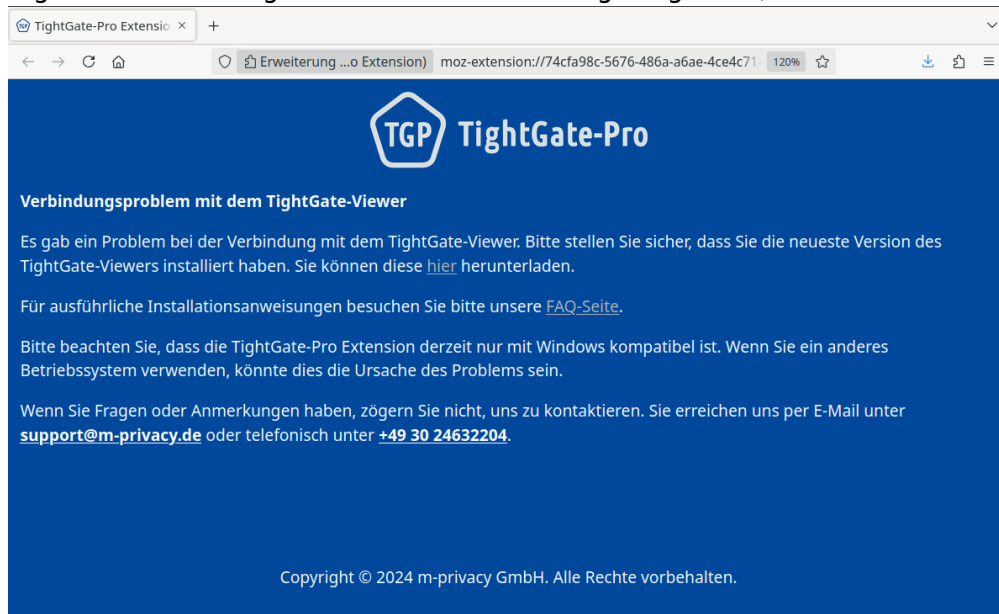 TightGate-Pro Extensio
Erweiterung ...o Extension) moz-extension://74cfa98c-5676-486a-a6ae-4ce4c71 120%
TGP TightGate-Pro
Verbindungsproblem mit dem TightGate-Viewer
Es gab ein Problem bei der Verbindung mit dem TightGate-Viewer. Bitte stellen Sie sicher, dass Sie die neueste Version des
TightGate-Viewers installiert haben. Sie können diese hier herunterladen.
Für ausführliche Installationsanweisungen besuchen Sie bitte unsere FAQ-Seite.
Bitte beachten Sie, dass die TightGate-Pro Extension derzeit nur mit Windows kompatibel ist. Wenn Sie ein anderes
Betriebssystem verwenden, könnte dies die Ursache des Problems sein.
Wenn Sie Fragen oder Anmerkungen haben, zögern Sie nicht, uns zu kontaktieren. Sie erreichen uns per E-Mail unter
support@m-privacy.de oder telefonisch unter +49 30 24632204.
Copyright © 2024 m-privacy GmbH. Alle Rechte vorbehalten.